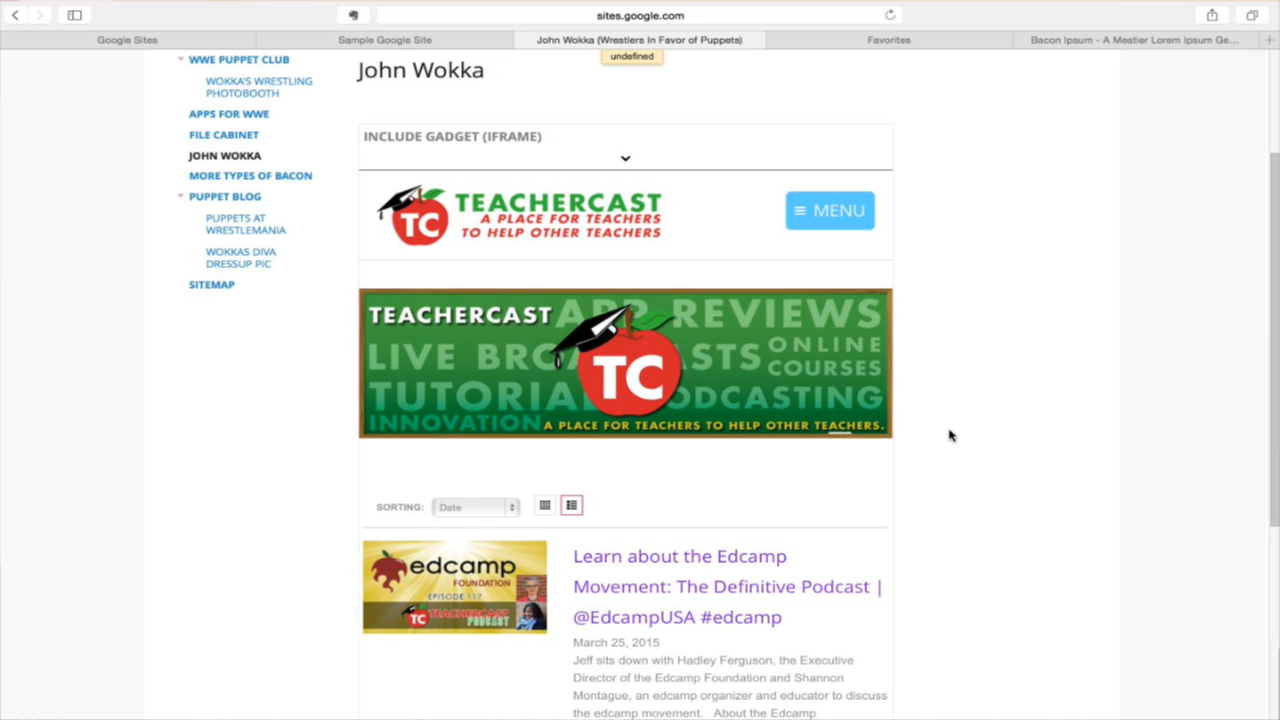 sites.google.com
Google Sites
Sample Google Site
John Wokka (Wrestlers In Favor of Puppets)
Favorites
Bacon Ipsum - A Meatier Lorem Ipsum Ge...
undefined
WWE PUPPET CLUB
WOKKA'S WRESTLING
PHOTOBOOTH
APPS FOR WWE
FILE CABINET
JOHN WOKKA
MORE TYPES OF BACON
PUPPET BLOG
PUPPETS AT
WRESTLEMANIA
WOKKAS DIVA
DRESSUP PIC
SITEMAP
John Wokka
INCLUDE GADGET (IFRAME)
TC
TEACHERCAST
A PLACE FOR TEACHERS
TO HELP OTHER TEACHERS
≡ MENU
TEACHERCAST APP REVIEWS
LIVE BROADCASTS ONLINE
COURSES
TC
TUTORIALS PODCASTING
INNOVATION A PLACE FOR TEACHERS TO HELP OTHER TEACHERS.
SORTING: Date
edcamp
FOUNDATION
EPISODE 117
TC TEACHERCAST
PODCAST
Learn about the Edcamp
Movement: The Definitive Podcast |
@EdcampUSA #edcamp
March 25, 2015
Jeff sits down with Hadley Ferguson, the Executive
Director of the Edcamp Foundation and Shannon
Montague, an edcamp organizer and educator to discuss
the edcamp movement. About the Edcamp